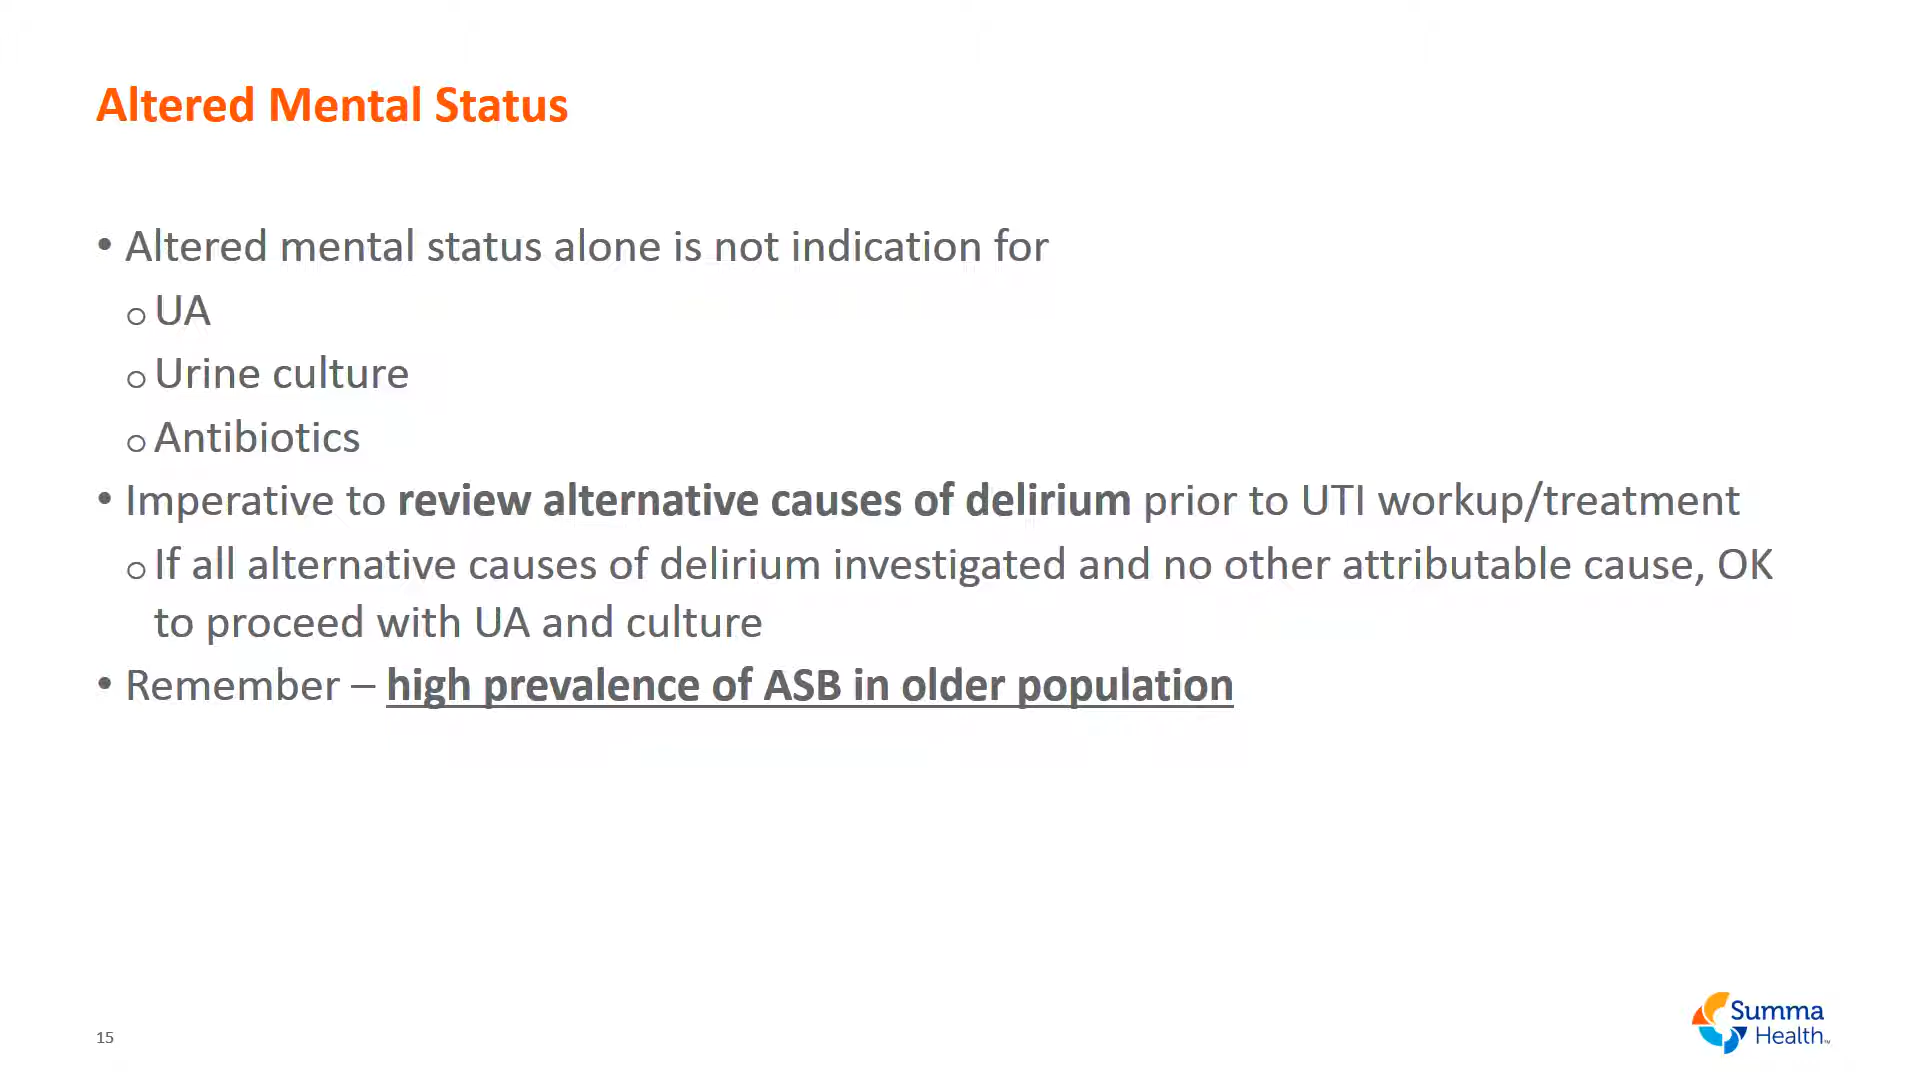 Altered Mental Status
• Altered mental status alone is not indication for
o UA
o Urine culture
o Antibiotics
• Imperative to review alternative causes of delirium prior to UTI workup/treatment
o If all alternative causes of delirium investigated and no other attributable cause, OK
to proceed with UA and culture
• Remember – high prevalence of ASB in older population
15
Summa
Health™